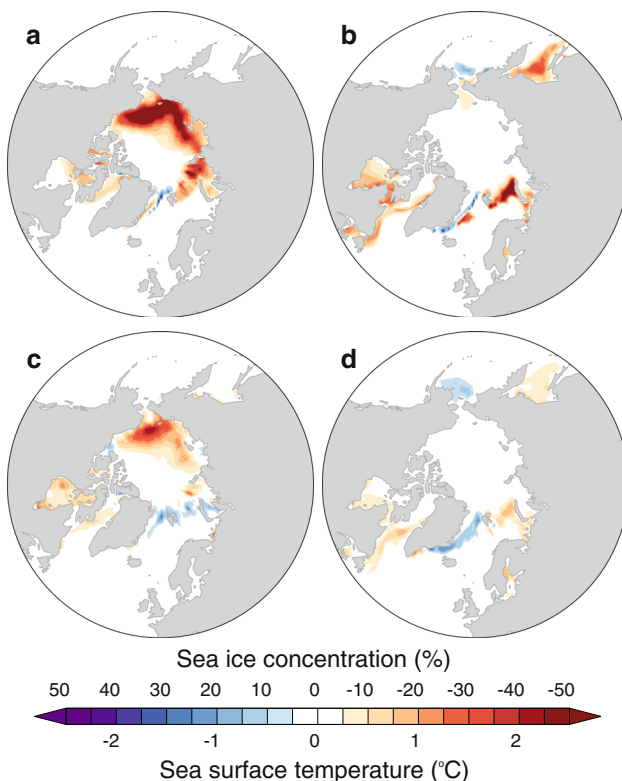 a
b
c
d
Sea ice concentration (%)
50 40 30 20 10 0 -10 -20 -30 -40 -50
-2 -1 0 1 2
Sea surface temperature (°C)